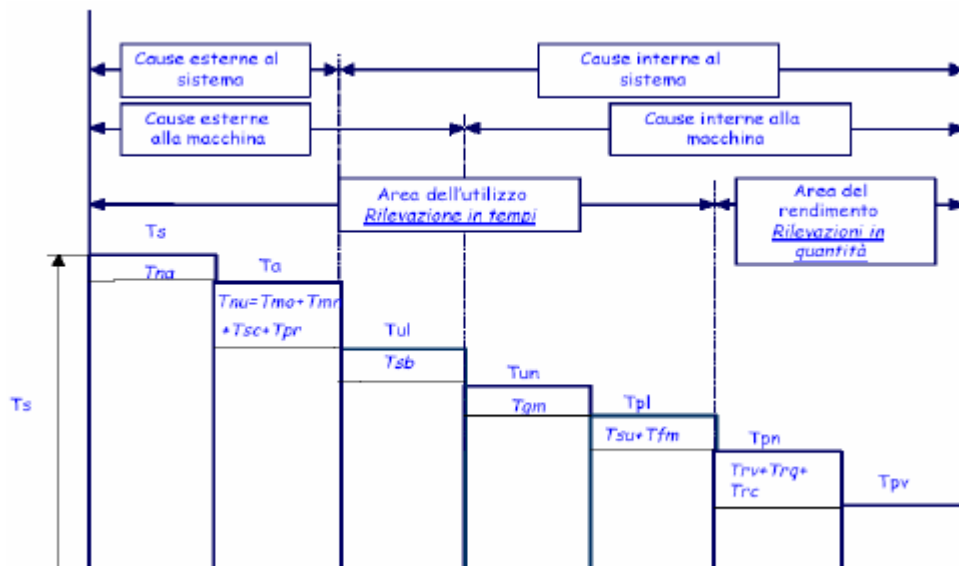 Cause esterne al
sistema
Cause interne al
sistema
Cause esterne
alla macchina
Cause interne alla
macchina
Area dell'utilizzo
Rilevazione in tempi
Area del
rendimento
Rilevazioni in
quantità
Ts
Tna
Ta
Tnu=Tmo+Tmr
+Tsc+Tpr
Tul
Tsb
Tun
Tgm
Tpl
Tsu+Tfm
Tpn
Trv+Trq+
Trc
Tpv
Ts